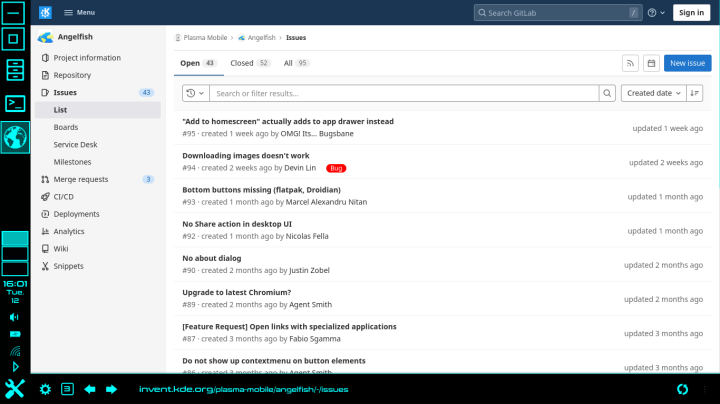 Menu
Search GitLab /
Sign in
Angelfish
Project information
Repository
Issues 43
List
Boards
Service Desk
Milestones
Merge requests 3
CI/CD
Deployments
Analytics
Wiki
Snippets
Plasma Mobile › Angelfish › Issues
Open 43 Closed 52 All 95
New issue
Search or filter results...
Created date
"Add to homescreen" actually adds to app drawer instead
#95 · created 1 week ago by OMG! Its... Bugsbane
updated 1 week ago
Downloading images doesn't work
#94 · created 2 weeks ago by Devin Lin Bug
updated 2 weeks ago
Bottom buttons missing (flatpak, Droidian)
#93 · created 1 month ago by Marcel Alexandru Nitan
updated 1 month ago
No Share action in desktop UI
#92 · created 1 month ago by Nicolas Fella
updated 1 month ago
No about dialog
#90 · created 2 months ago by Justin Zobel
updated 2 months ago
Upgrade to latest Chromium?
#89 · created 2 months ago by Agent Smith
updated 2 months ago
[Feature Request] Open links with specialized applications
#87 · created 3 months ago by Fabio Sgamma
updated 3 months ago
Do not show up contextmenu on button elements
#86 · created 3 months ago by Agent Smith
updated 3 months ago
16:01
Tue.
12
3
invent.kde.org/plasma-mobile/angelfish/-/issues